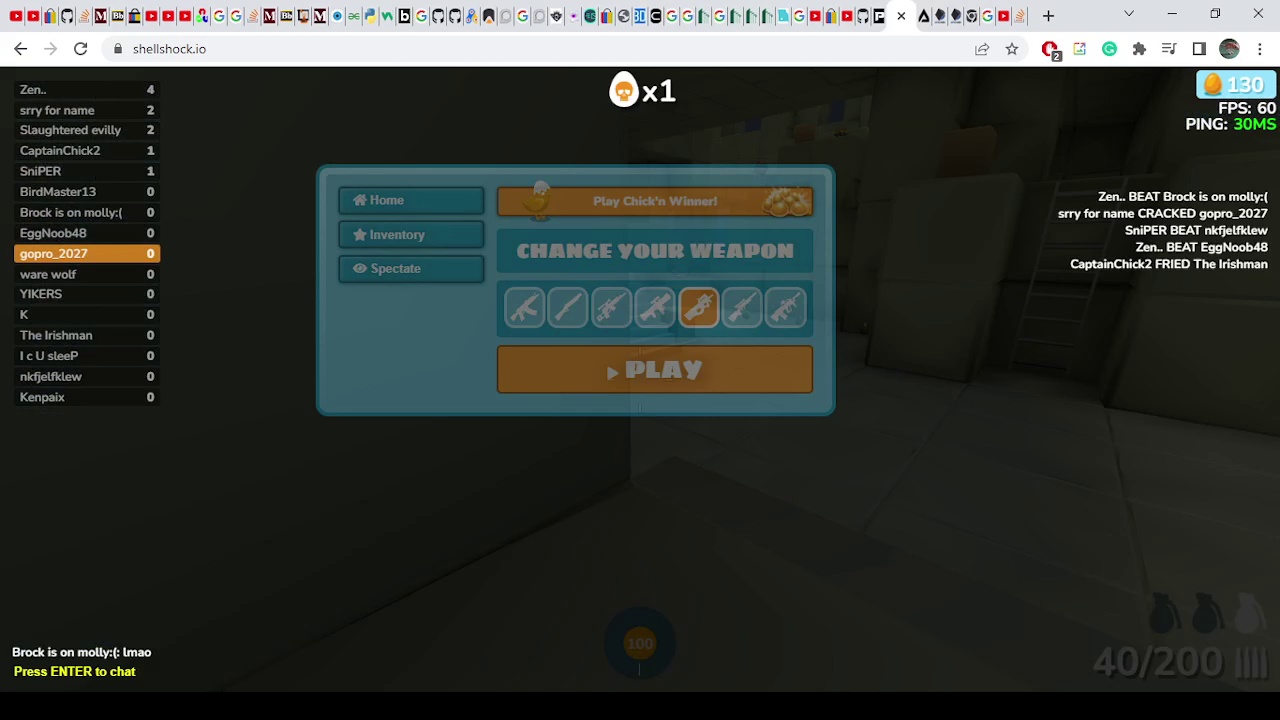 shellshock.io
2
Zen.. 4
srry for name 2
Slaughtered evilly 2
CaptainChick2 1
SniPER 1
BirdMaster13 0
Brock is on molly:( 0
EggNoob48 0
gopro_2027 0
ware wolf 0
YIKERS 0
K 0
The Irishman 0
I c U sleeP 0
nkfjelfklew 0
Kenpaix 0
x1
Home
Inventory
Spectate
Play Chick'n Winner!
CHANGE YOUR WEAPON
PLAY
130
FPS: 60
PING: 30MS
Zen.. BEAT Brock is on molly:(
srry for name CRACKED gopro_2027
SniPER BEAT nkfjelfklew
Zen.. BEAT EggNoob48
CaptainChick2 FRIED The Irishman
100
Brock is on molly:(: lmao
Press ENTER to chat
40/200